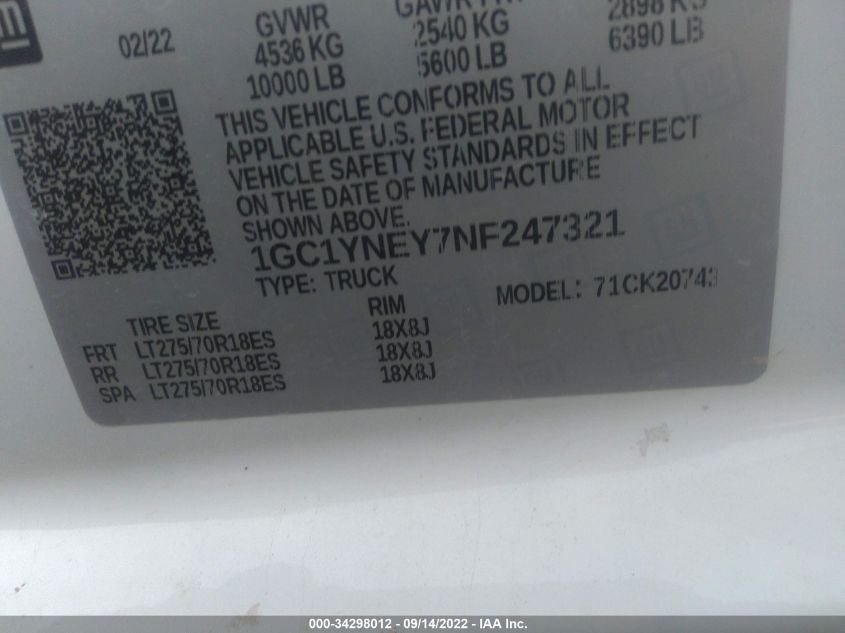 02/22
GVWR
4536 KG
10000 LB
2540 KG
5600 LB
2898 KG
6390 LB
THIS VEHICLE CONFORMS TO ALL
APPLICABLE U.S. FEDERAL MOTOR
VEHICLE SAFETY STANDARDS IN EFFECT
ON THE DATE OF MANUFACTURE
SHOWN ABOVE.
1GC1YNEY7NF247321
TYPE: TRUCK
MODEL: 71CK20743
TIRE SIZE RIM
FRT LT275/70R18ES 18X8J
RR LT275/70R18ES 18X8J
SPA LT275/70R18ES 18X8J
000-34298012 - 09/14/2022 - IAA Inc.